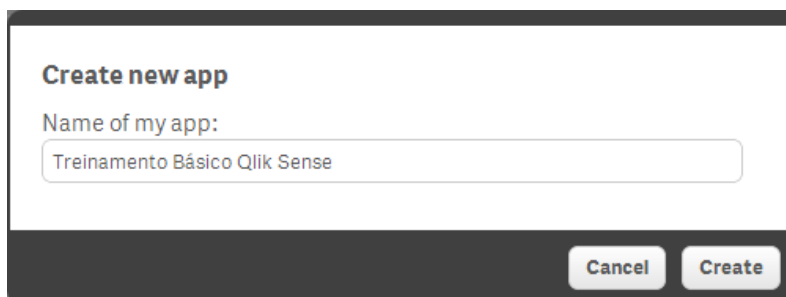 Create new app
Name of my app:
Treinamento Básico Qlik Sense
Cancel Create